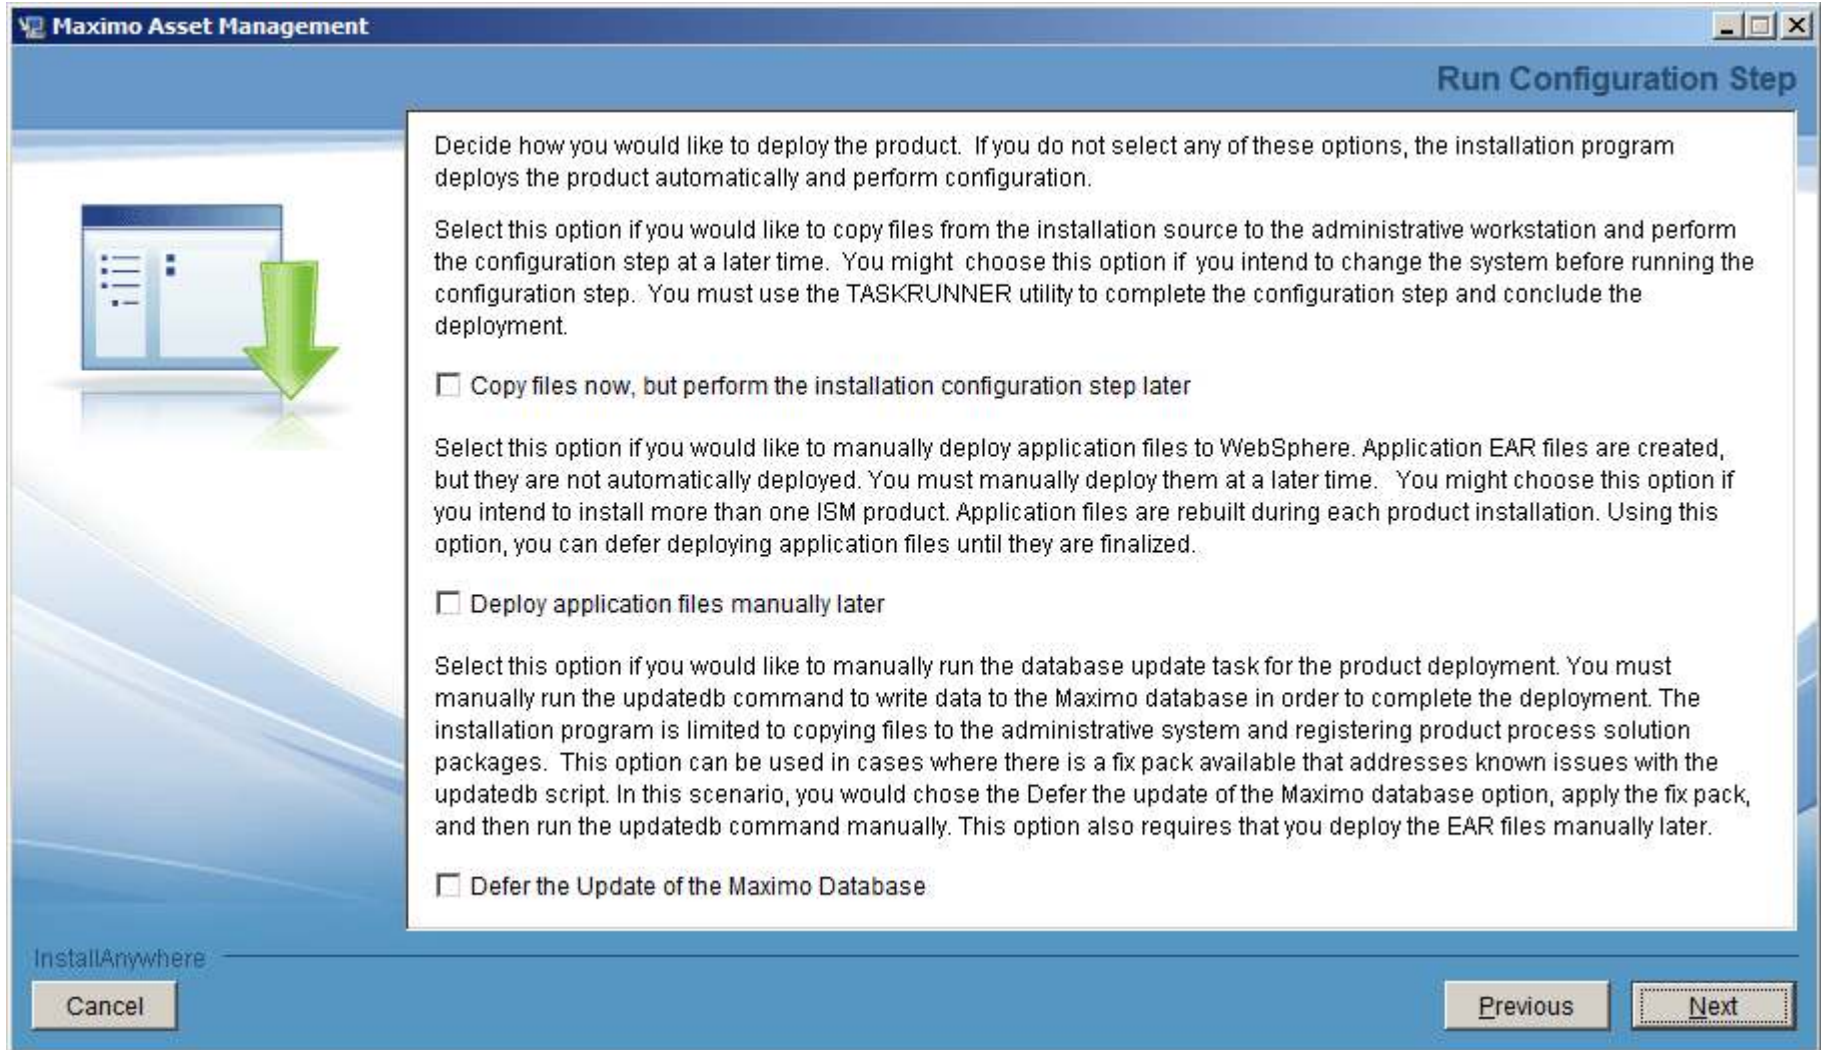 Maximo Asset Management
Run Configuration Step
Decide how you would like to deploy the product. If you do not select any of these options, the installation program
deploys the product automatically and perform configuration.
Select this option if you would like to copy files from the installation source to the administrative workstation and perform
the configuration step at a later time. You might choose this option if you intend to change the system before running the
configuration step. You must use the TASKRUNNER utility to complete the configuration step and conclude the
deployment.
Copy files now, but perform the installation configuration step later
Select this option if you would like to manually deploy application files to WebSphere. Application EAR files are created,
but they are not automatically deployed. You must manually deploy them at a later time. You might choose this option if
you intend to install more than one ISM product. Application files are rebuilt during each product installation. Using this
option, you can defer deploying application files until they are finalized.
Deploy application files manually later
Select this option if you would like to manually run the database update task for the product deployment. You must
manually run the updatedb command to write data to the Maximo database in order to complete the deployment. The
installation program is limited to copying files to the administrative system and registering product process solution
packages. This option can be used in cases where there is a fix pack available that addresses known issues with the
updatedb script. In this scenario, you would chose the Defer the update of the Maximo database option, apply the fix pack,
and then run the updatedb command manually. This option also requires that you deploy the EAR files manually later.
Defer the Update of the Maximo Database
InstallAnywhere
Cancel
Previous
Next